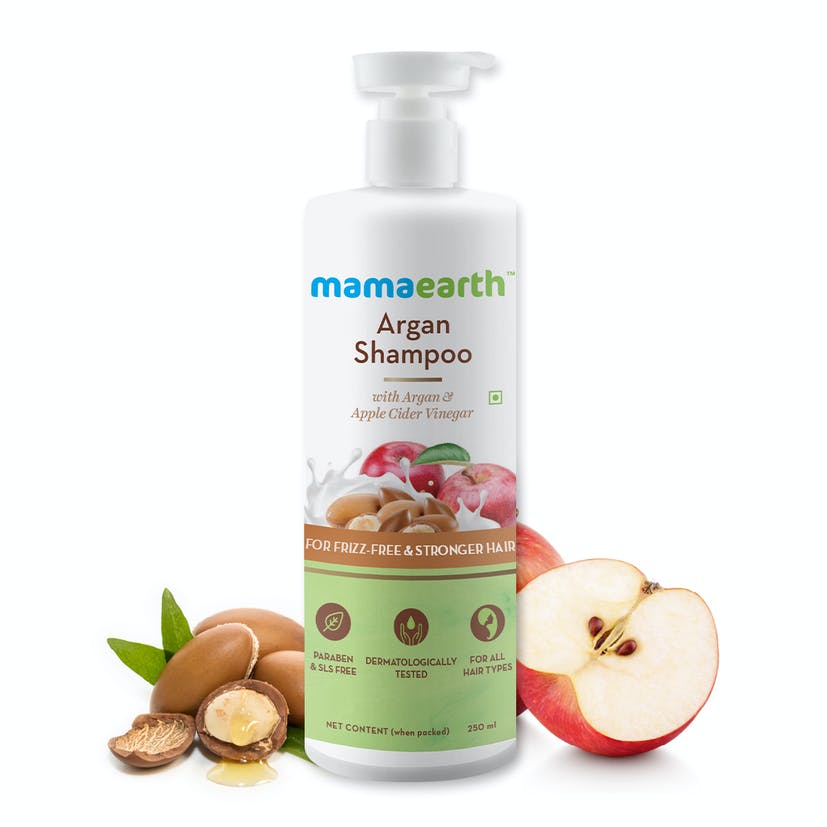 mamaearth™
Argan
Shampoo
with Argan &
Apple Cider Vinegar
FOR FRIZZ-FREE & STRONGER HAIR
PARABEN
& SLS FREE
DERMATOLOGICALLY
TESTED
FOR ALL
HAIR TYPES
NET CONTENT (when packed) 250 ml